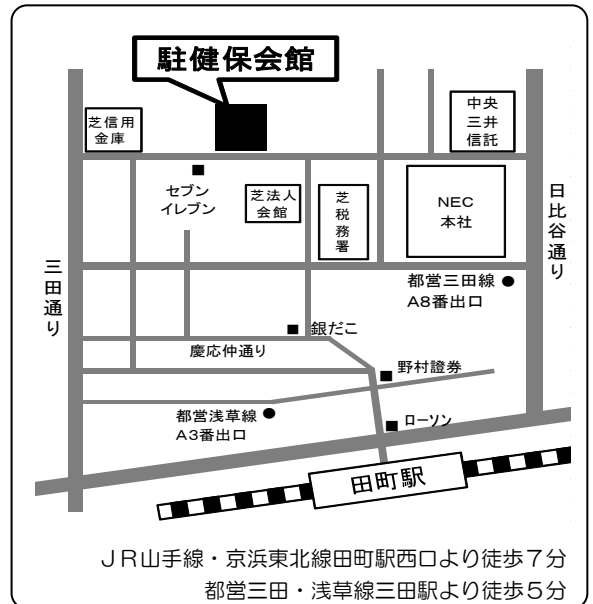 駐健保会館
芝信用
金庫
中央
三井
信託
セブン
イレブン
芝法人
会館
芝税務署
NEC
本社
日比谷通り
三田通り
都営三田線
A8番出口
銀だこ
慶応仲通り
野村證券
都営浅草線
A3番出口
ローソン
田町駅
ＪＲ山手線・京浜東北線田町駅西口より徒歩７分
都営三田・浅草線三田駅より徒歩５分